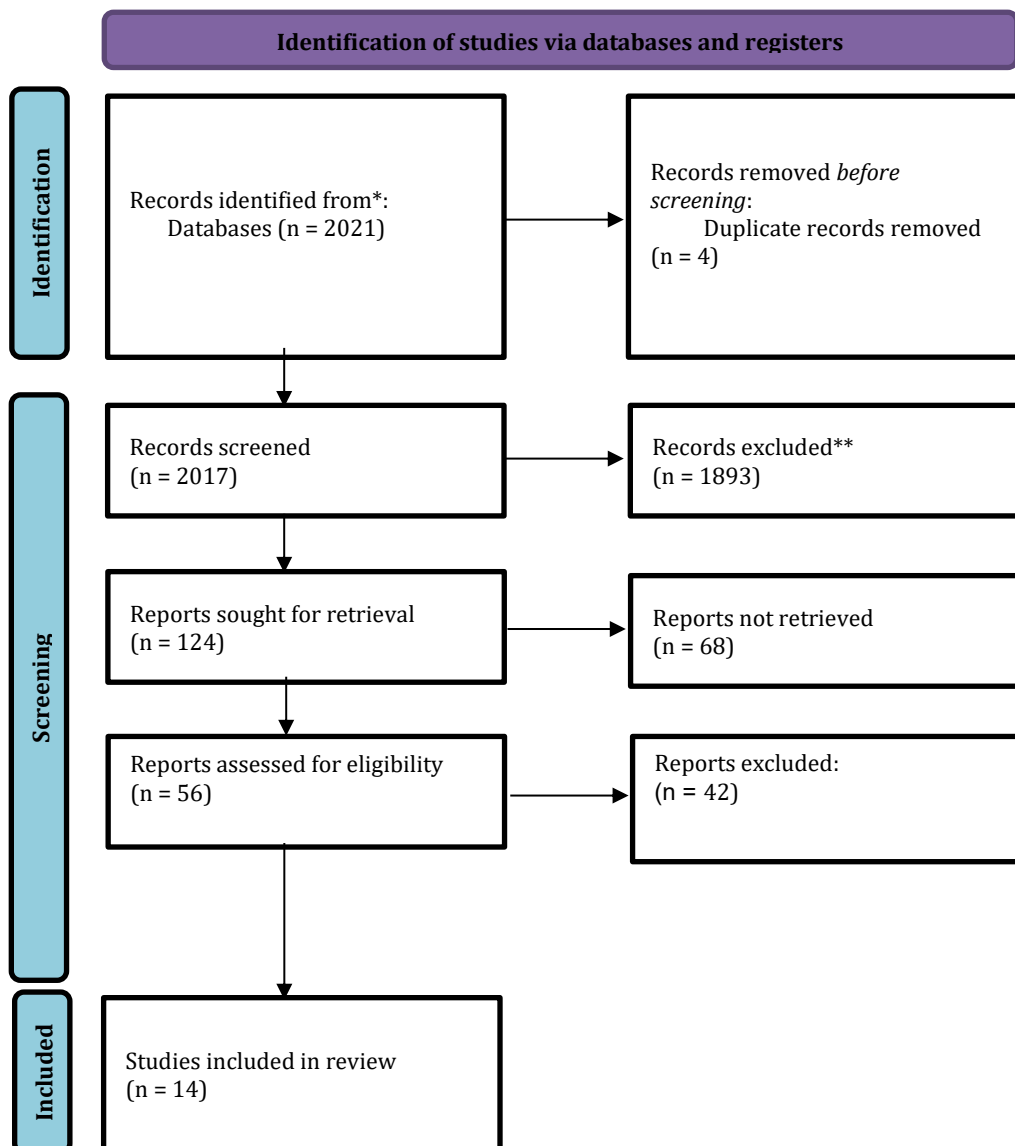 Identification of studies via databases and registers
Identification
Records identified from*:
Databases (n = 2021)
Records removed before
screening:
Duplicate records removed
(n = 4)
Screening
Records screened
(n = 2017)
Records excluded**
(n = 1893)
Reports sought for retrieval
(n = 124)
Reports not retrieved
(n = 68)
Reports assessed for eligibility
(n = 56)
Reports excluded:
(n = 42)
Included
Studies included in review
(n = 14)